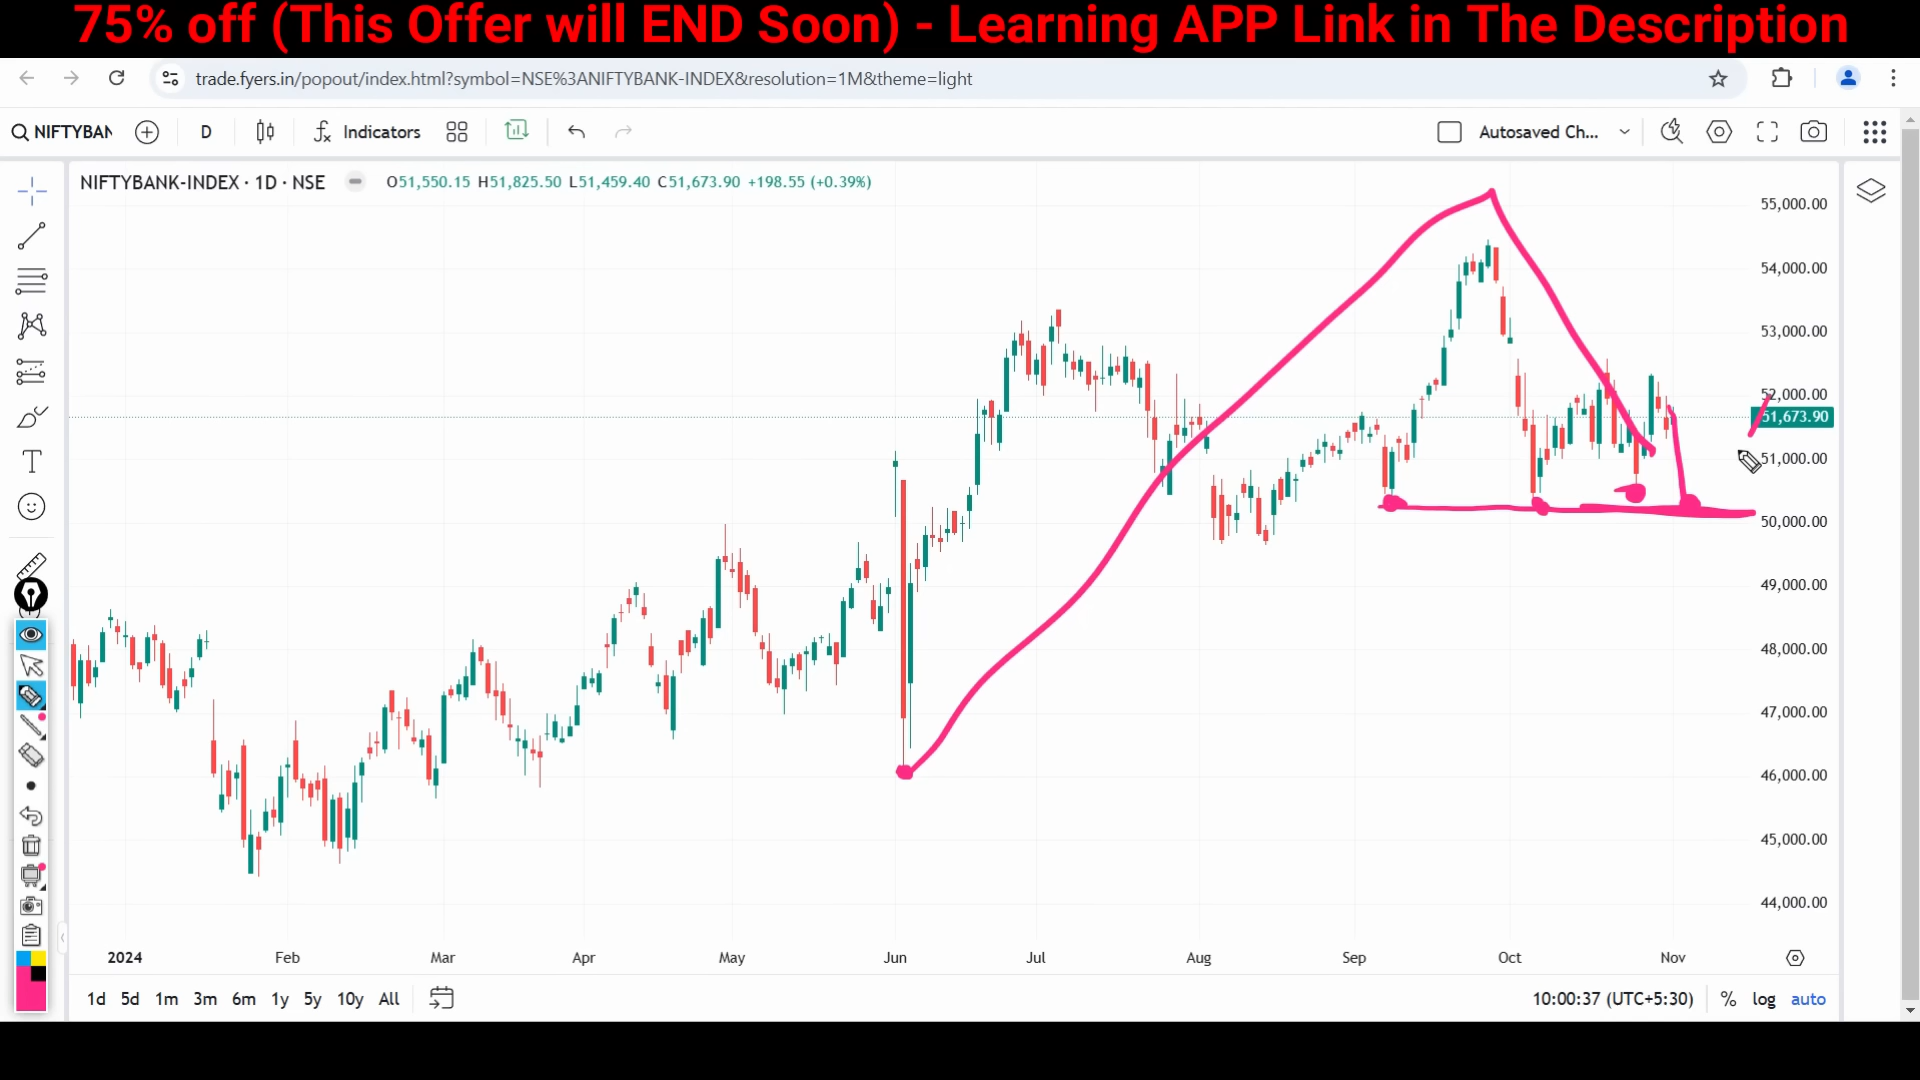 75% off (This Offer will END Soon) - Learning APP Link in The Description
trade.fyers.in/popout/index.html?symbol=NSE%3ANIFTYBANK-INDEX&resolution=1M&theme=light
NIFTYBAN D Indicators Autosaved Ch...
NIFTYBANK-INDEX · 1D · NSE O51,550.15 H51,825.50 L51,459.40 C51,673.90 +198.55 (+0.39%)
55,000.00
54,000.00
53,000.00
52,000.00
51,673.90
51,000.00
50,000.00
49,000.00
48,000.00
47,000.00
46,000.00
45,000.00
44,000.00
2024 Feb Mar Apr May Jun Jul Aug Sep Oct Nov
1d 5d 1m 3m 6m 1y 5y 10y All 10:00:37 (UTC+5:30) % log auto